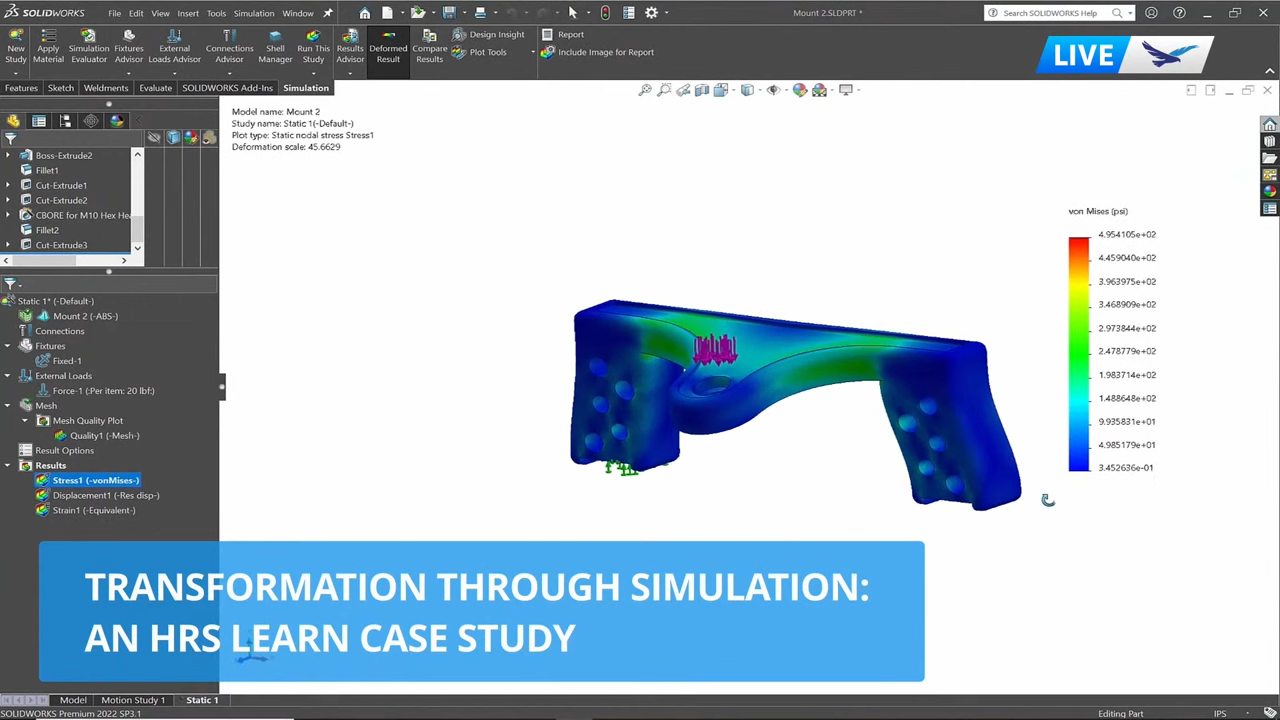 SOLIDWORKS
File Edit View Insert Tools Simulation Window
Mount 2.SLDPRT *
Search SOLIDWORKS Help
New Study
Apply Material
Simulation Evaluator
Fixtures Advisor
External Loads Advisor
Connections Advisor
Shell Manager
Run This Study
Results Advisor
Deformed Result
Compare Results
Design Insight
Plot Tools
Report
Include Image for Report
LIVE
Features Sketch Weldments Evaluate SOLIDWORKS Add-Ins Simulation
Model name: Mount 2
Study name: Static 1(-Default-)
Plot type: Static nodal stress Stress1
Deformation scale: 45.6629
Boss-Extrude2
Fillet1
Cut-Extrude1
Cut-Extrude2
CBORE for M10 Hex He
Fillet2
Cut-Extrude3
Static 1* (-Default-)
Mount 2 (-ABS-)
Connections
Fixtures
Fixed-1
External Loads
Force-1 (:Per item: 20 lbf:)
Mesh
Mesh Quality Plot
Quality1 (-Mesh-)
Result Options
Results
Stress1 (-vonMises-)
Displacement1 (-Res disp-)
Strain1 (-Equivalent-)
von Mises (psi)
4.954105e+02
4.459040e+02
3.963975e+02
3.468909e+02
2.973844e+02
2.478779e+02
1.983714e+02
1.488648e+02
9.935831e+01
4.985179e+01
3.452636e-01
TRANSFORMATION THROUGH SIMULATION:
AN HRS LEARN CASE STUDY
Model Motion Study 1 Static 1
SOLIDWORKS Premium 2022 SP3.1
Editing Part
IPS